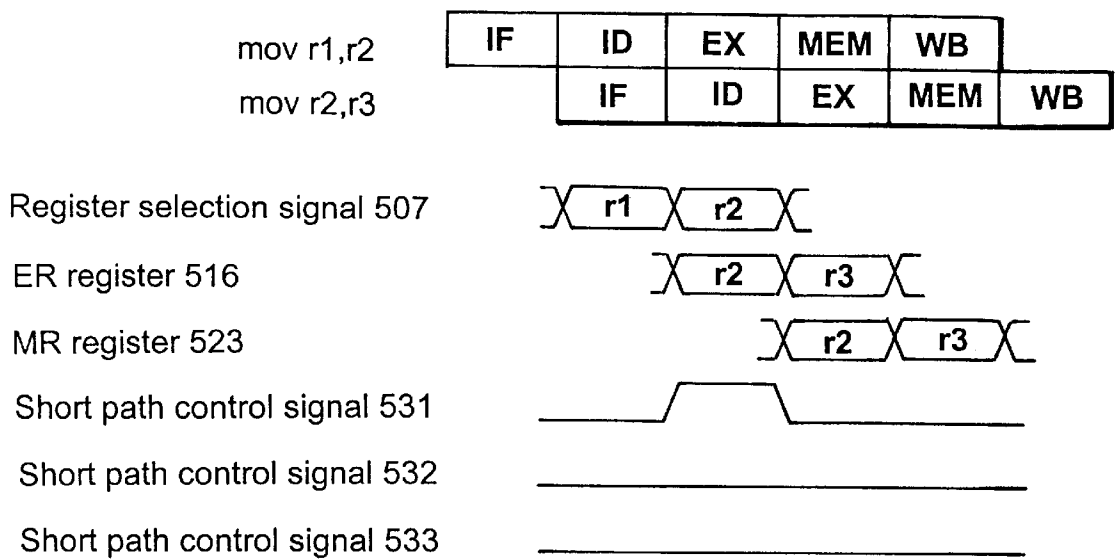 mov r1,r2 IF ID EX MEM WB
mov r2,r3 IF ID EX MEM WB
Register selection signal 507 r1 r2
ER register 516 r2 r3
MR register 523 r2 r3
Short path control signal 531
Short path control signal 532
Short path control signal 533